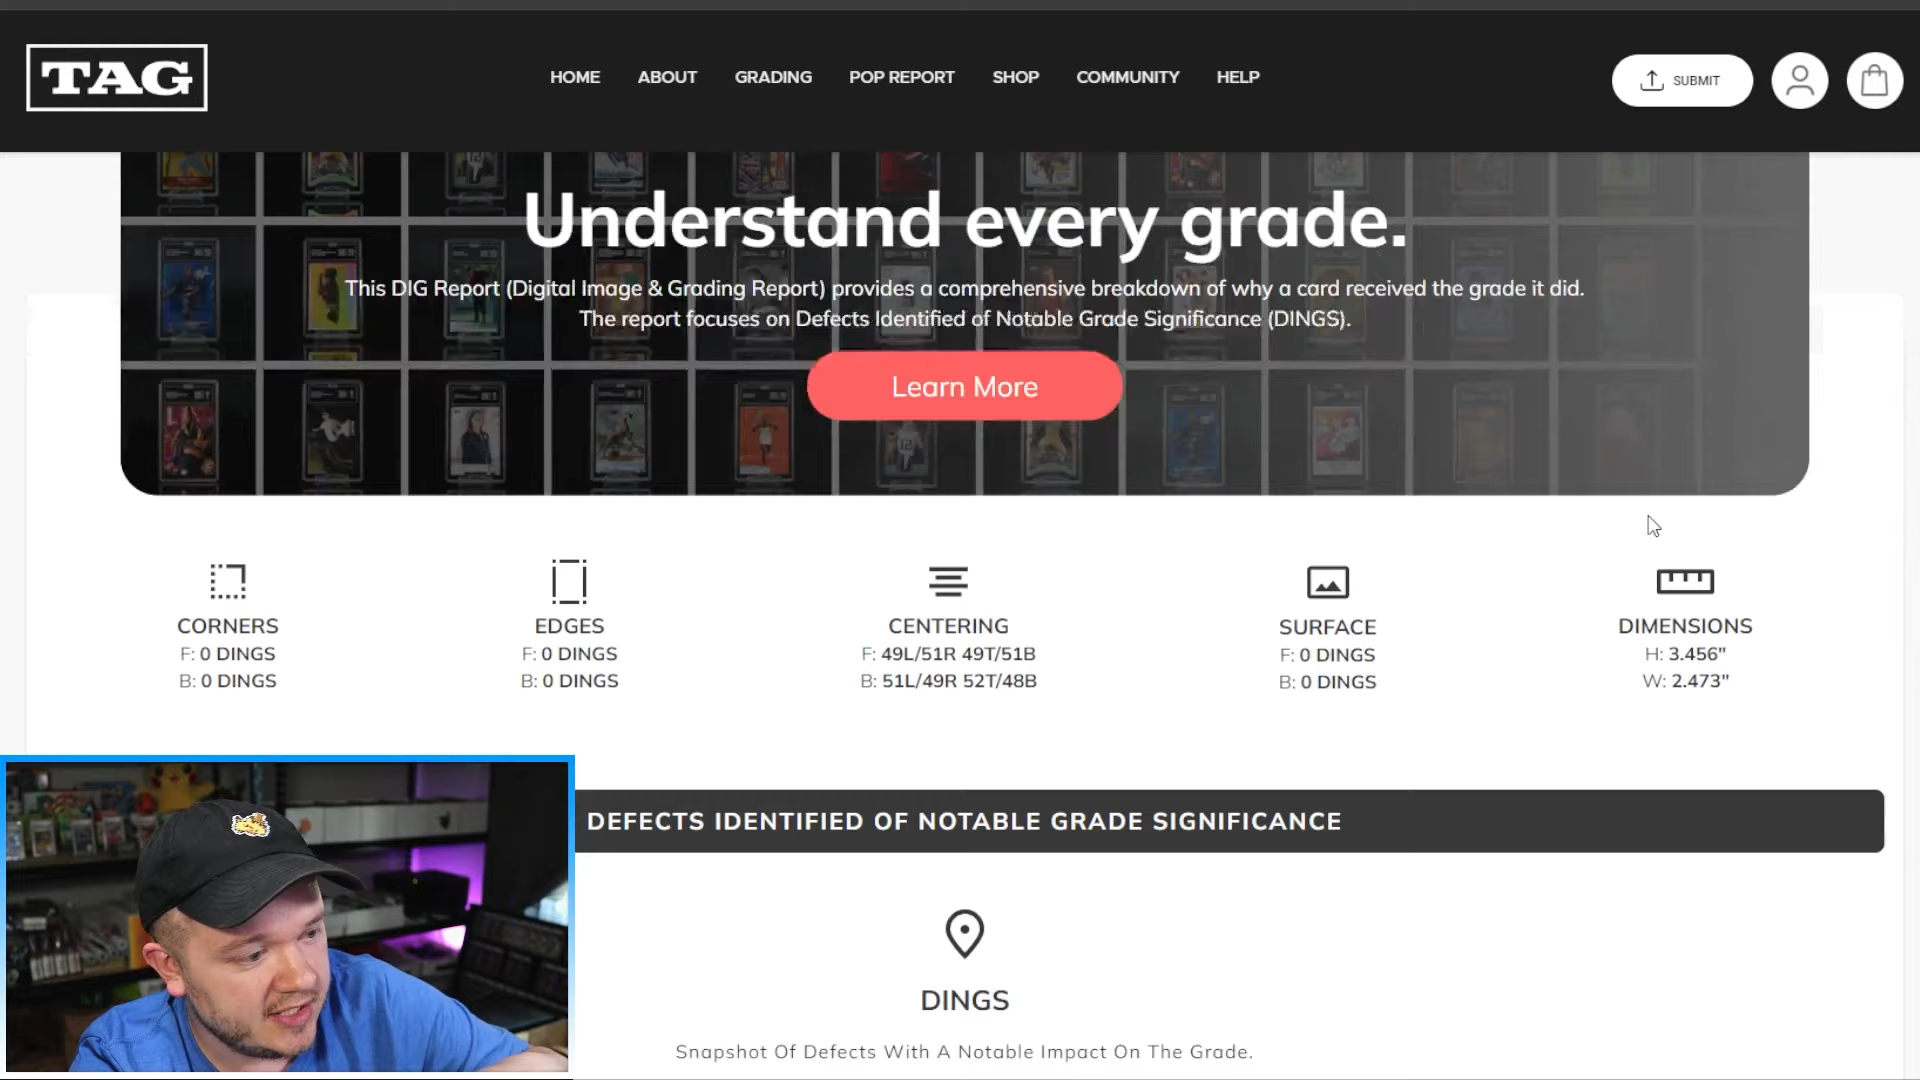 TAG
HOME
ABOUT
GRADING
POP REPORT
SHOP
COMMUNITY
HELP
SUBMIT
Understand every grade.
This DIG Report (Digital Image & Grading Report) provides a comprehensive breakdown of why a card received the grade it did.
The report focuses on Defects Identified of Notable Grade Significance (DINGS).
Learn More
CORNERS
F: 0 DINGS
B: 0 DINGS
EDGES
F: 0 DINGS
B: 0 DINGS
CENTERING
F: 49L/51R 49T/51B
B: 51L/49R 52T/48B
SURFACE
F: 0 DINGS
B: 0 DINGS
DIMENSIONS
H: 3.456"
W: 2.473"
DEFECTS IDENTIFIED OF NOTABLE GRADE SIGNIFICANCE
DINGS
Snapshot Of Defects With A Notable Impact On The Grade.